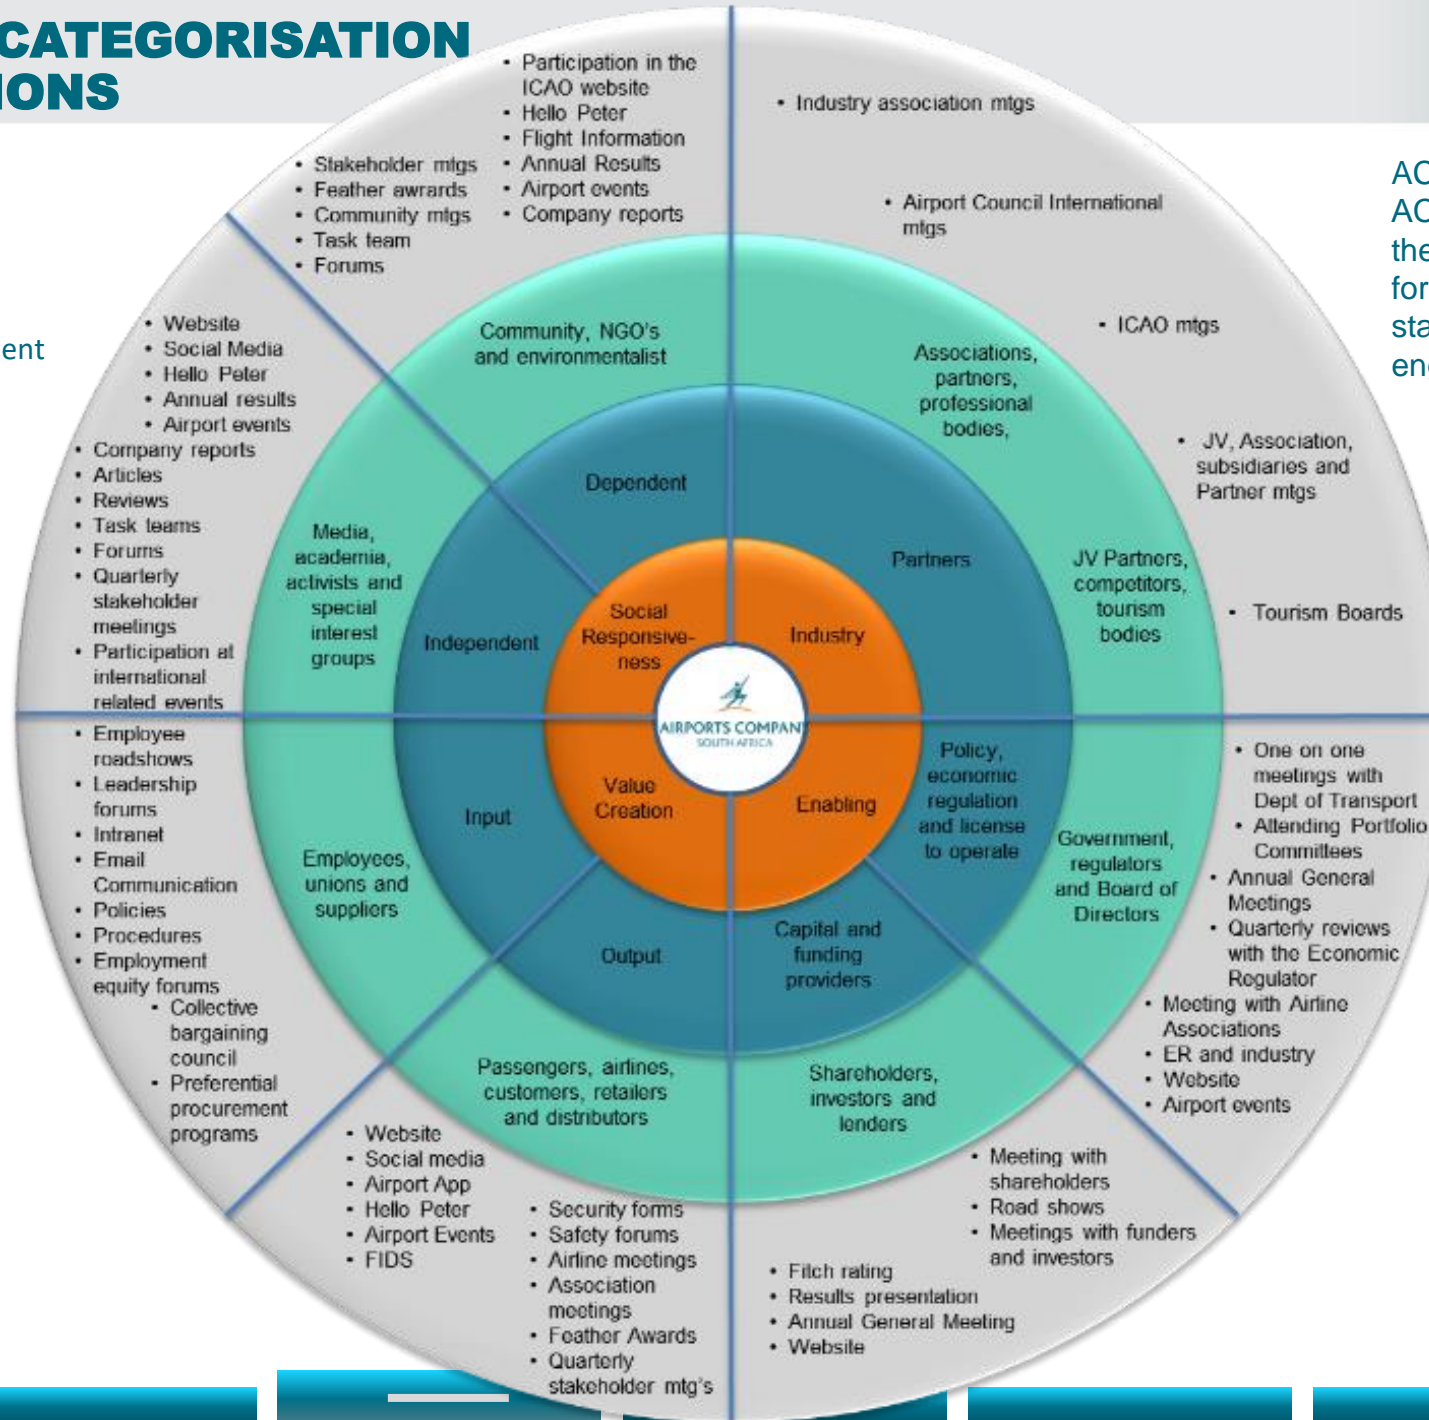 CATEGORISATION
IONS
• Participation in the
ICAO website
• Hello Peter
• Flight Information
• Annual Results
• Airport events
• Company reports
• Stakeholder mtgs
• Feather awrards
• Community mtgs
• Task team
• Forums
• Industry association mtgs
• Airport Council International
mtgs
• ICAO mtgs
• JV, Association,
subsidiaries and
Partner mtgs
• Tourism Boards
AC
AC
the
for
sta
en
ent
• Website
• Social Media
• Hello Peter
• Annual results
• Airport events
• Company reports
• Articles
• Reviews
• Task teams
• Forums
• Quarterly
stakeholder
meetings
• Participation at
international
related events
Community, NGO's
and environmentalist
Associations,
partners,
professional
bodies,
JV Partners,
competitors,
tourism
bodies
Media,
academia,
activists and
special
interest
groups
Dependent
Partners
Independent
Social
Responsive-
ness
Industry
AIRPORTS COMPAN
SOUTH AFRICA
Value
Creation
Enabling
Input
Output
Policy,
economic
regulation
and license
to operate
Capital and
funding
providers
Employees,
unions and
suppliers
Government,
regulators
and Board of
Directors
Passengers, airlines,
customers, retailers
and distributors
Shareholders,
investors and
lenders
• Employee
roadshows
• Leadership
forums
• Intranet
• Email
Communication
• Policies
• Procedures
• Employment
equity forums
• Collective
bargaining
council
• Preferential
procurement
programs
• Website
• Social media
• Airport App
• Hello Peter
• Airport Events
• FIDS
• Security forms
• Safety forums
• Airline meetings
• Association
meetings
• Feather Awards
• Quarterly
stakeholder mtg's
• One on one
meetings with
Dept of Transport
• Attending Portfolio
Committees
• Annual General
Meetings
• Quarterly reviews
with the Economic
Regulator
• Meeting with Airline
Associations
• ER and industry
• Website
• Airport events
• Meeting with
shareholders
• Road shows
• Meetings with funders
and investors
• Fitch rating
• Results presentation
• Annual General Meeting
• Website